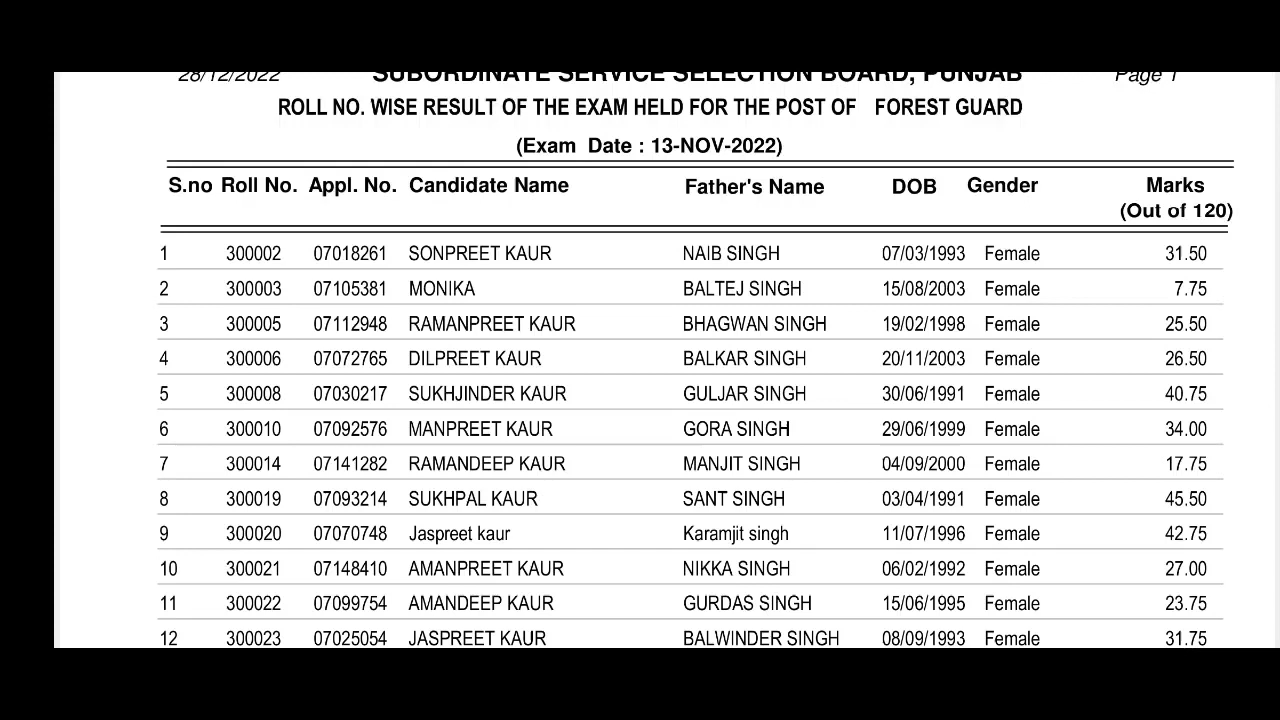 28/12/2022 SUBORDINATE SERVICE SELECTION BOARD, PUNJAB Page 1
ROLL NO. WISE RESULT OF THE EXAM HELD FOR THE POST OF FOREST GUARD
(Exam Date : 13-NOV-2022)
S.no Roll No. Appl. No. Candidate Name Father's Name DOB Gender Marks
(Out of 120)
1 300002 07018261 SONPREET KAUR NAIB SINGH 07/03/1993 Female 31.50
2 300003 07105381 MONIKA BALTEJ SINGH 15/08/2003 Female 7.75
3 300005 07112948 RAMANPREET KAUR BHAGWAN SINGH 19/02/1998 Female 25.50
4 300006 07072765 DILPREET KAUR BALKAR SINGH 20/11/2003 Female 26.50
5 300008 07030217 SUKHJINDER KAUR GULJAR SINGH 30/06/1991 Female 40.75
6 300010 07092576 MANPREET KAUR GORA SINGH 29/06/1999 Female 34.00
7 300014 07141282 RAMANDEEP KAUR MANJIT SINGH 04/09/2000 Female 17.75
8 300019 07093214 SUKHPAL KAUR SANT SINGH 03/04/1991 Female 45.50
9 300020 07070748 Jaspreet kaur Karamjit singh 11/07/1996 Female 42.75
10 300021 07148410 AMANPREET KAUR NIKKA SINGH 06/02/1992 Female 27.00
11 300022 07099754 AMANDEEP KAUR GURDAS SINGH 15/06/1995 Female 23.75
12 300023 07025054 JASPREET KAUR BALWINDER SINGH 08/09/1993 Female 31.75